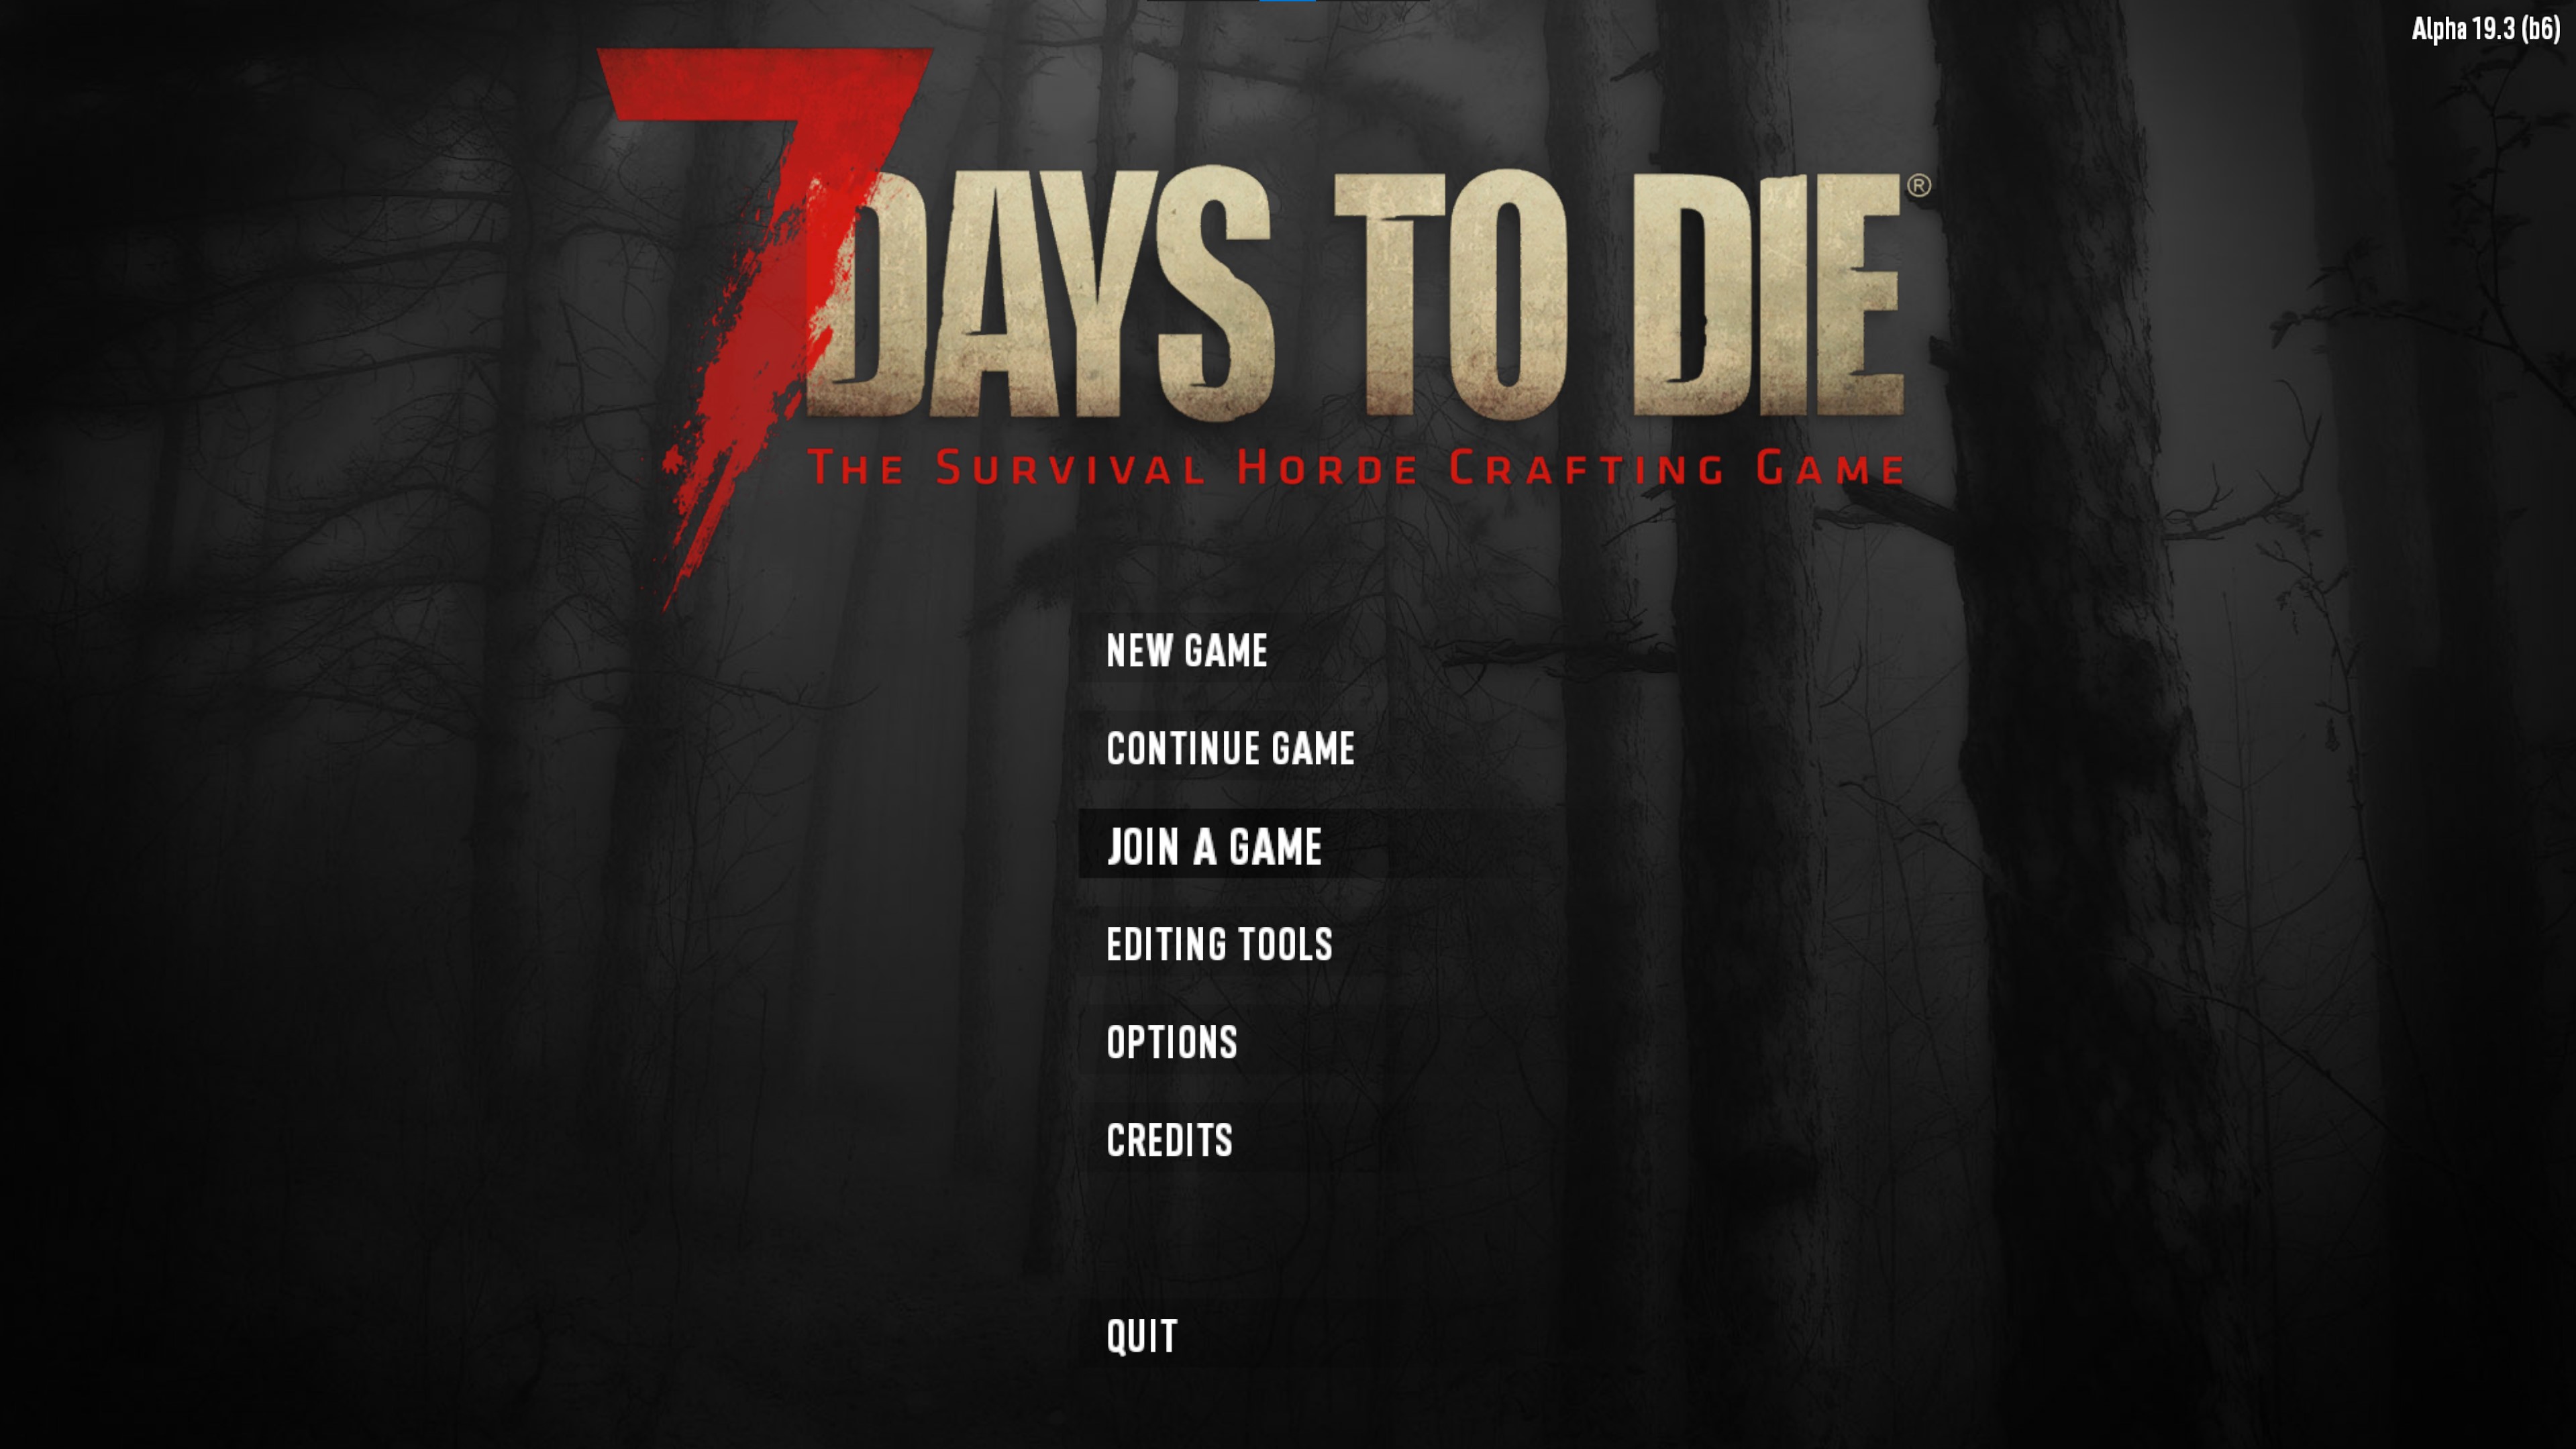 Alpha 19.3 (b6)
7 DAYS TO DIE®
THE SURVIVAL HORDE CRAFTING GAME
NEW GAME
CONTINUE GAME
JOIN A GAME
EDITING TOOLS
OPTIONS
CREDITS
QUIT